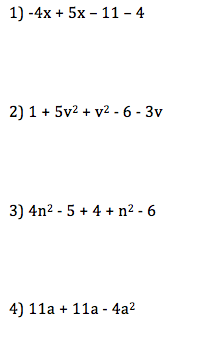 1) -4x + 5x – 11 – 4
2) 1 + 5v² + v² - 6 - 3v
3) 4n² - 5 + 4 + n² - 6
4) 11a + 11a - 4a²